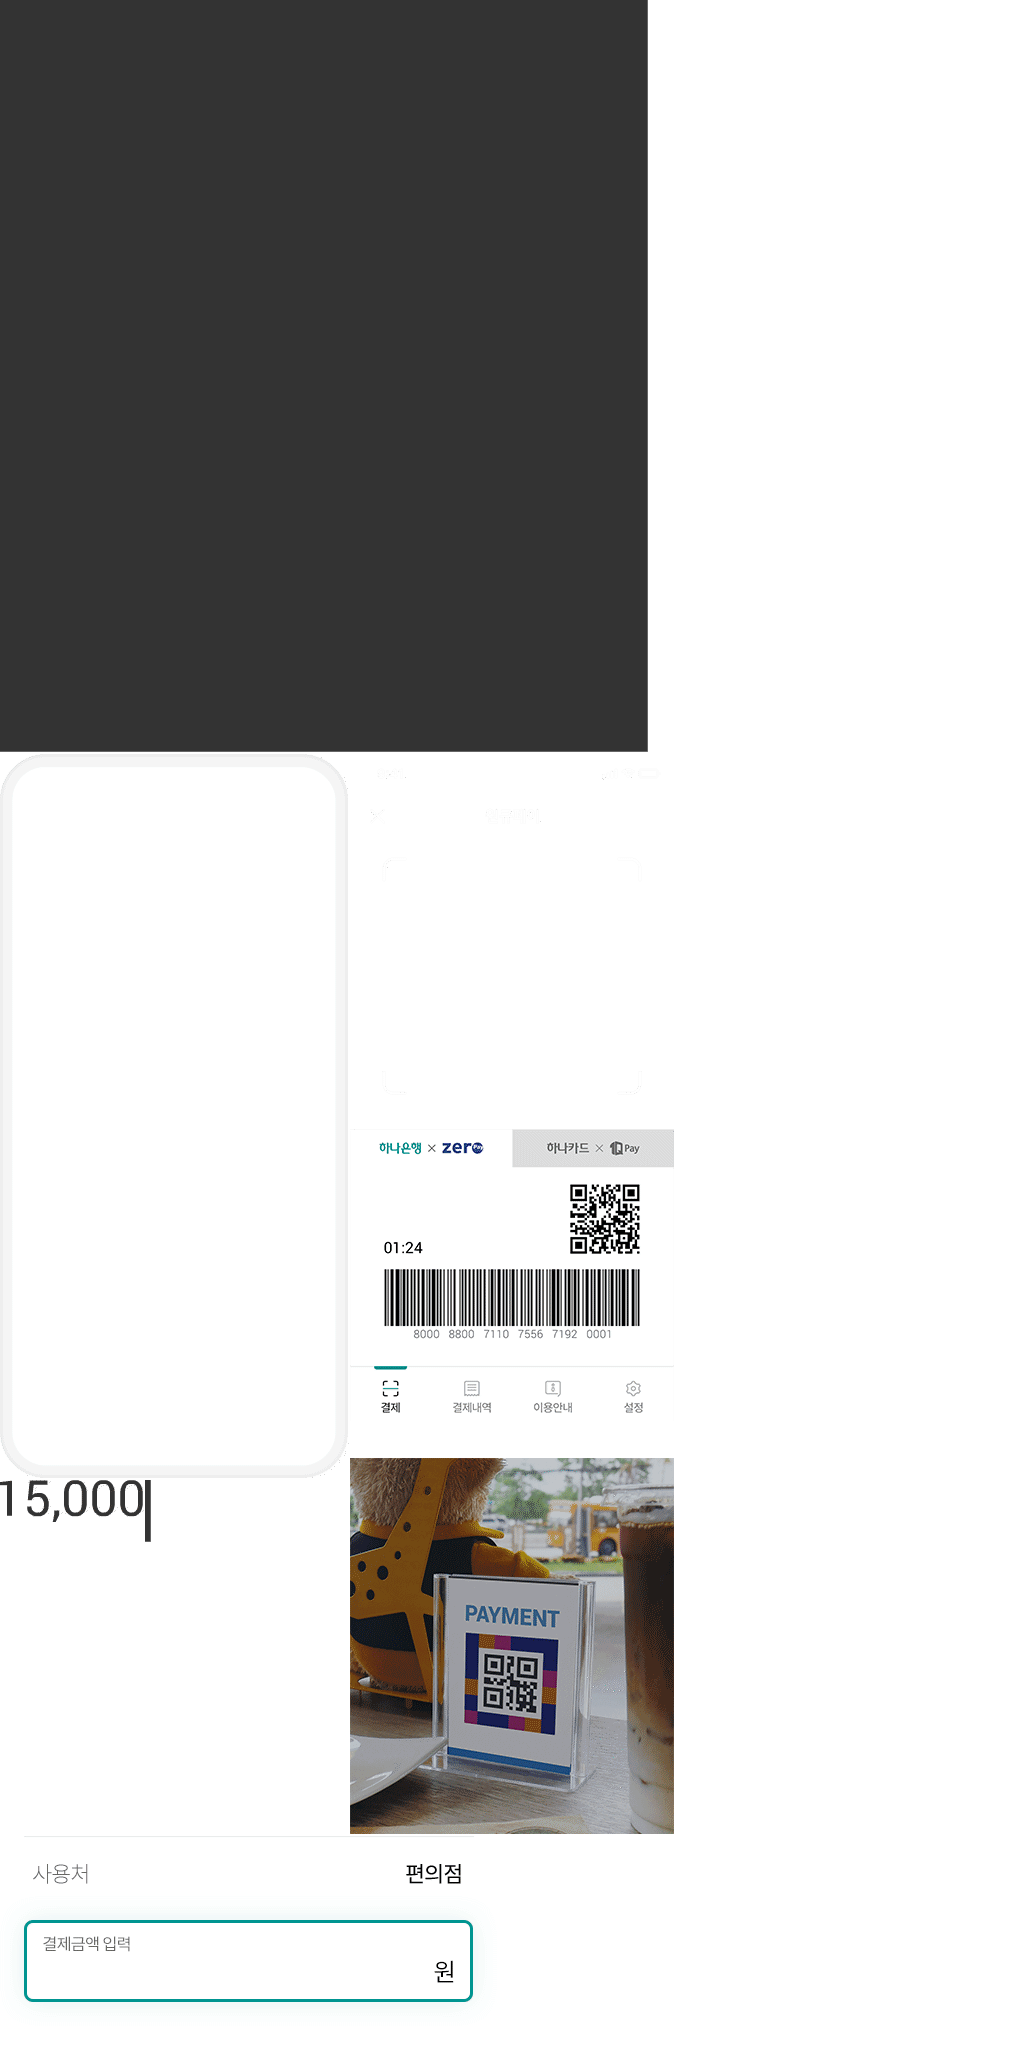 하나은행 × zero Pay
하나카드 × 1Q Pay
01:24
8000 8800 7110 7556 7192 0001
결제
결제내역
이용안내
설정
15,000
PAYMENT
사용처
편의점
결제금액 입력
원